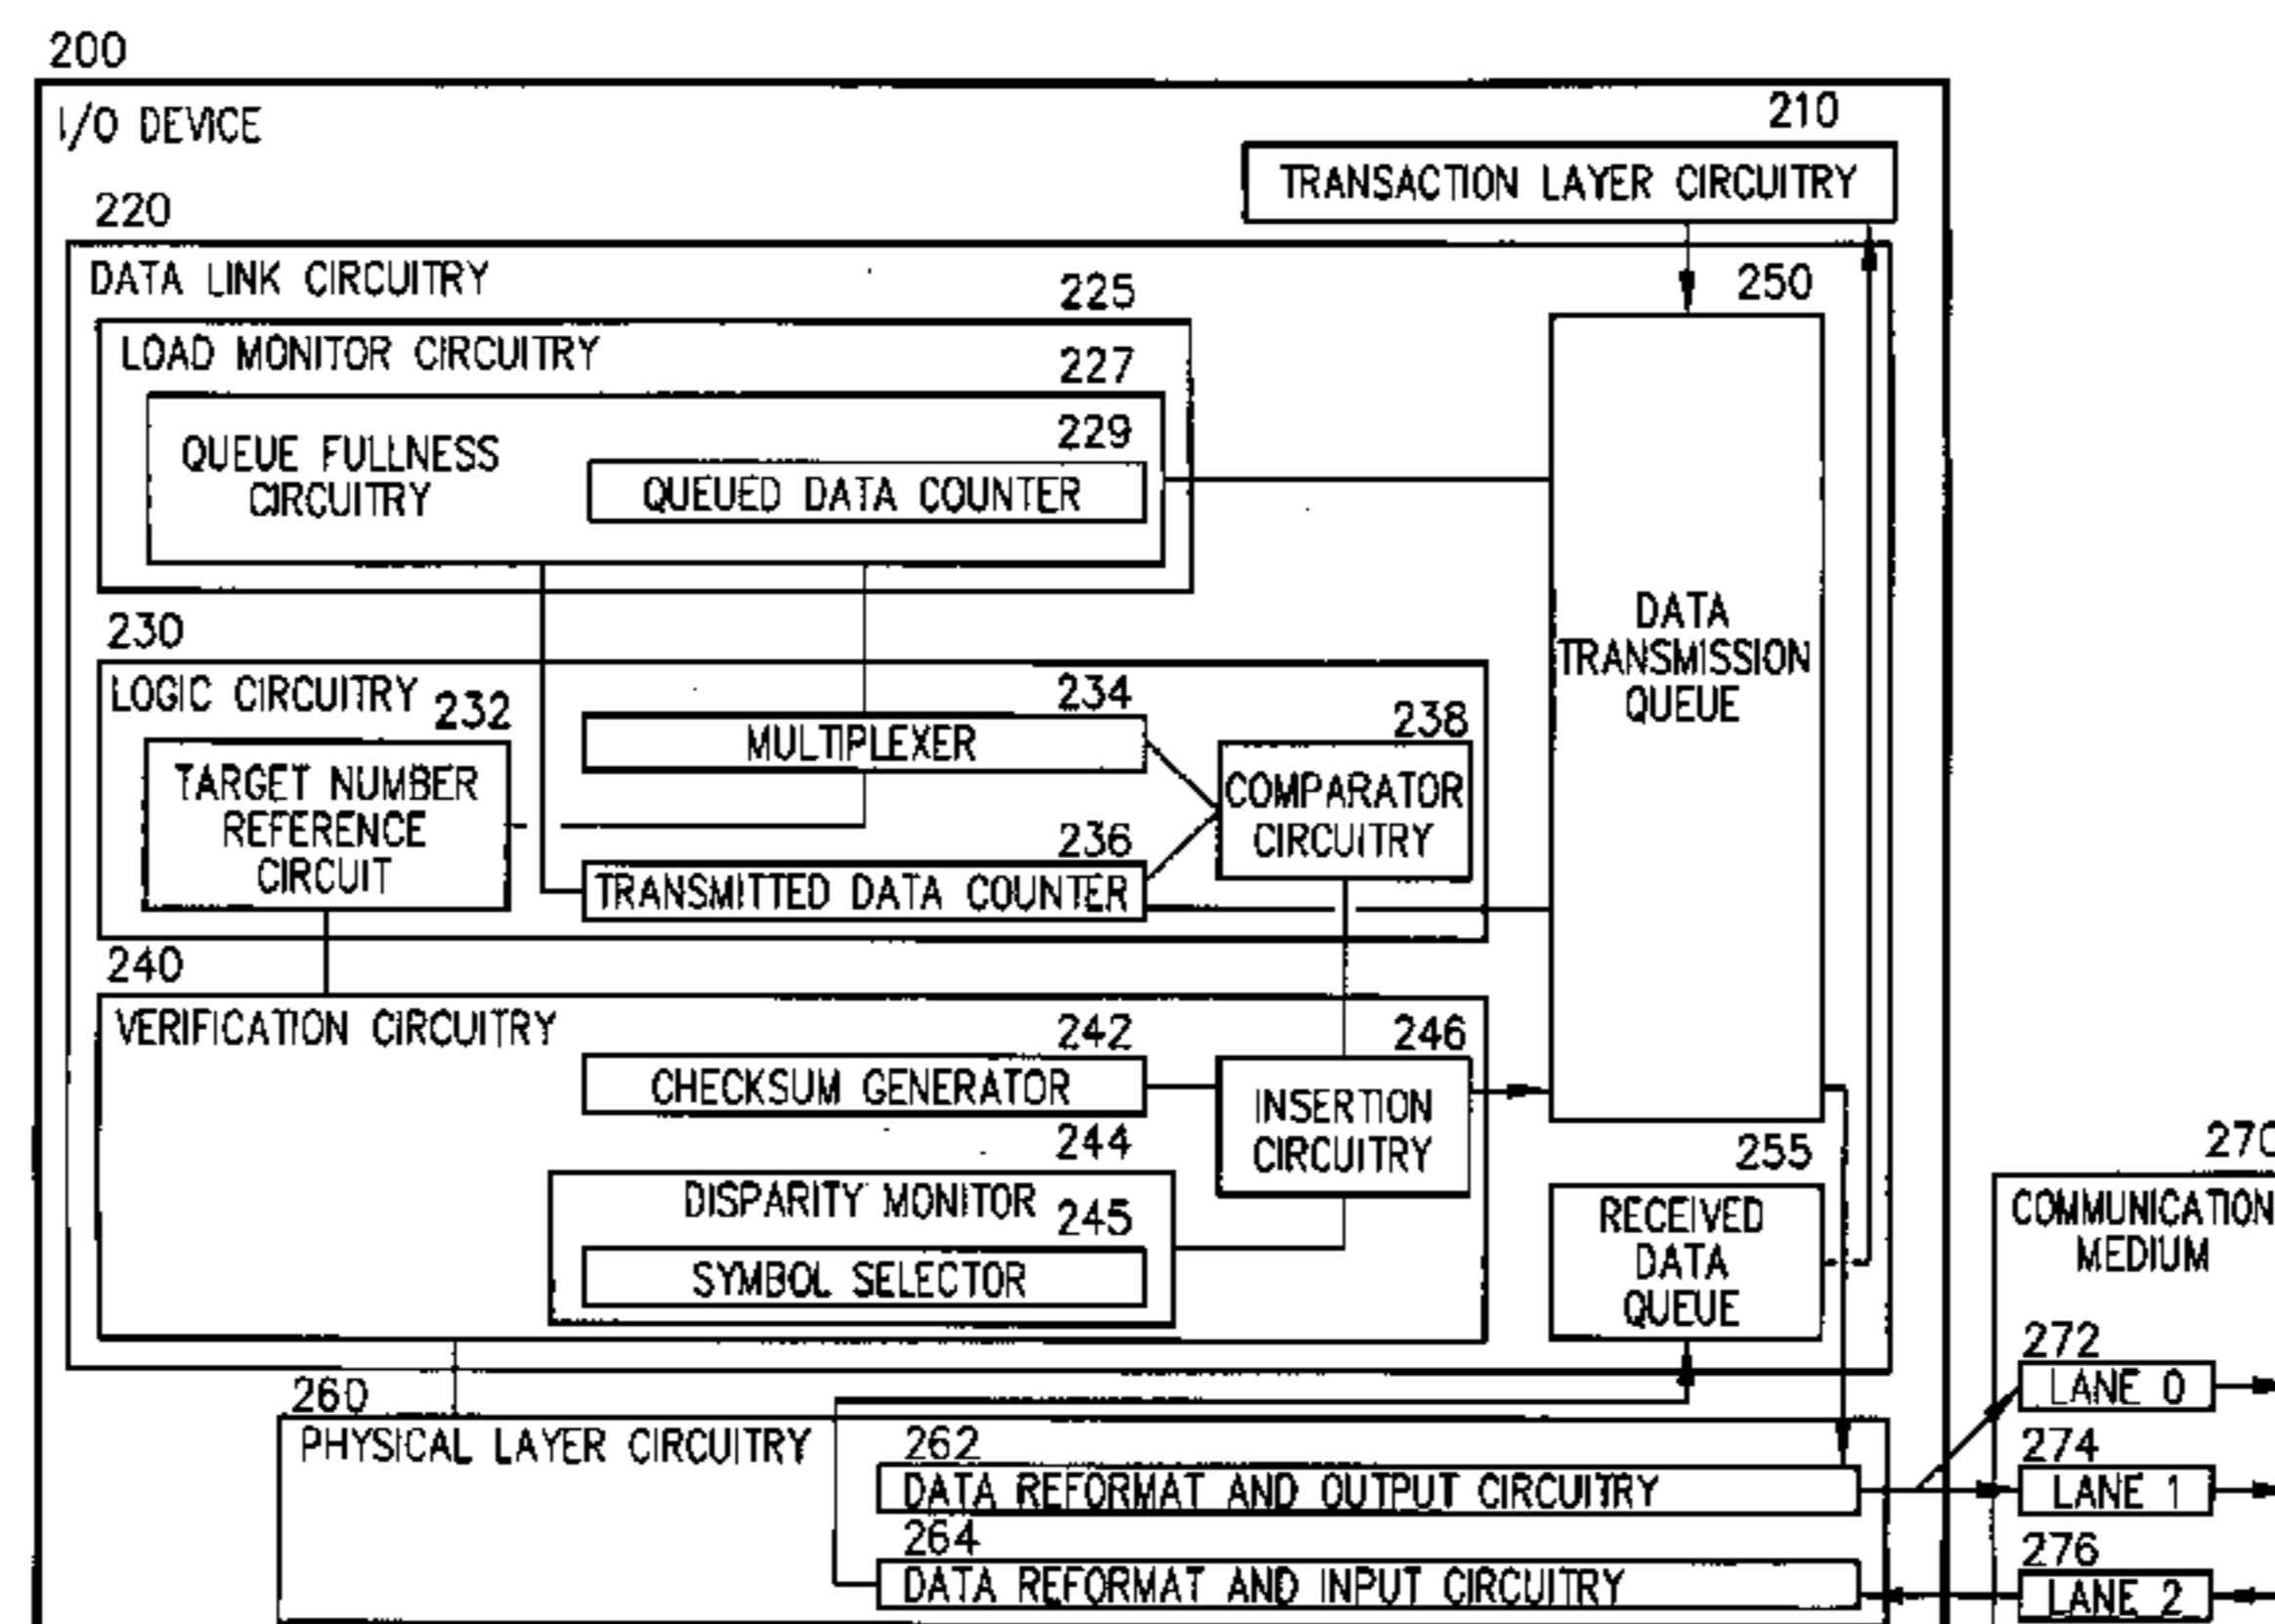 200
I/O DEVICE
210
TRANSACTION LAYER CIRCUITRY
220
DATA LINK CIRCUITRY
225
LOAD MONITOR CIRCUITRY
227
QUEUE FULLNESS
CIRCUITRY
229
QUEUED DATA COUNTER
250
DATA
TRANSMISSION
QUEUE
230
LOGIC CIRCUITRY
232
TARGET NUMBER
REFERENCE
CIRCUIT
234
MULTIPLEXER
236
TRANSMITTED DATA COUNTER
238
COMPARATOR
CIRCUITRY
240
VERIFICATION CIRCUITRY
242
CHECKSUM GENERATOR
244
DISPARITY MONITOR
245
SYMBOL SELECTOR
246
INSERTION
CIRCUITRY
255
RECEIVED
DATA
QUEUE
260
PHYSICAL LAYER CIRCUITRY
262
DATA REFORMAT AND OUTPUT CIRCUITRY
264
DATA REFORMAT AND INPUT CIRCUITRY
270
COMMUNICATION
MEDIUM
272
LANE 0
274
LANE 1
276
LANE 2